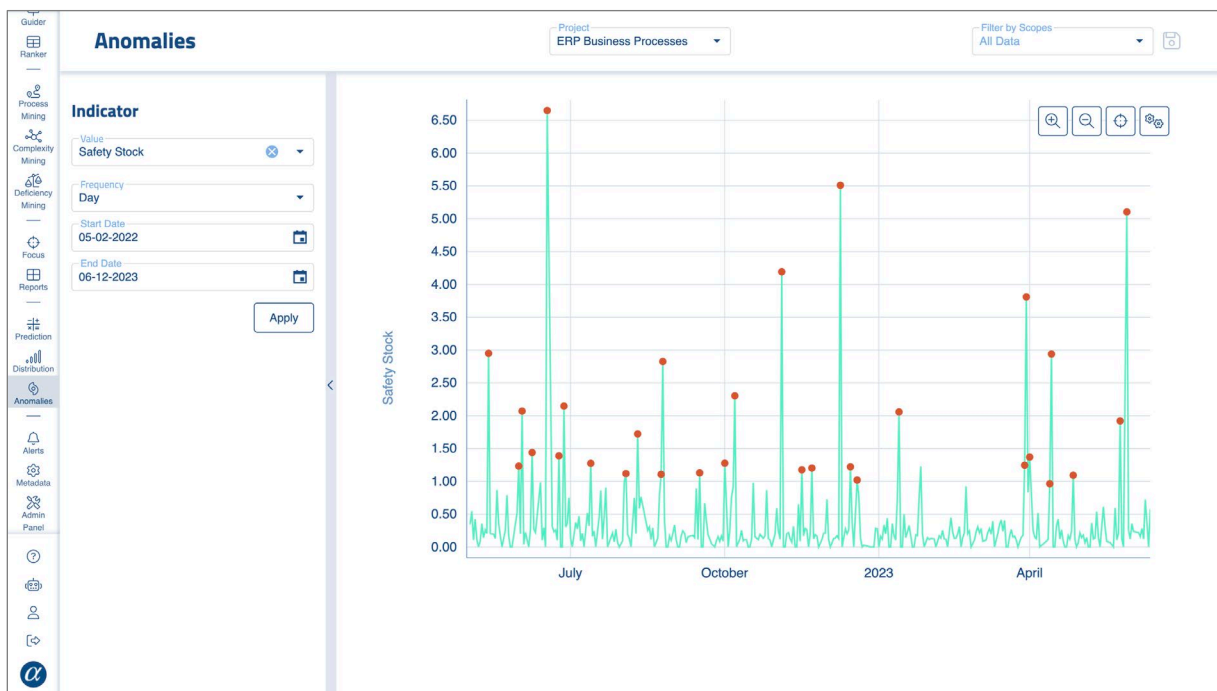 Guider
Ranker
Process
Mining
Complexity
Mining
Deficiency
Mining
Focus
Reports
Prediction
Distribution
Anomalies
Alerts
Metadata
Admin
Panel
α
Anomalies
Project
ERP Business Processes
Filter by Scopes
All Data
Indicator
Value
Safety Stock
Frequency
Day
Start Date
05-02-2022
End Date
06-12-2023
Apply
Safety Stock
6.50
6.00
5.50
5.00
4.50
4.00
3.50
3.00
2.50
2.00
1.50
1.00
0.50
0.00
July
October
2023
April